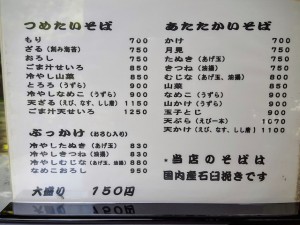 つめたいそば
もり 700
ざる(刻み海苔) 750
おろし 750
ごま汁せいろ 850
冷やし山菜 850
とろろ(うずら) 900
冷やしなめこ(うずら) 900
天ざる(えび、なす、しし唐) 1150
ごま汁天せいろ 1250
ぶっかけ(おろし入り)
冷やしたぬき(あげ玉) 830
冷やしきつね(油揚) 830
冷やしむじな(あげ玉、油揚) 880
なめこおろし 950
大盛り 150円
あたたかいそば
かけ 700
月見 750
たぬき(あげ玉) 750
きつね(油揚) 750
むじな(あげ玉、油揚) 800
山菜 850
なめこ(うずら) 900
玉子とじ 900
天ぷら(えび一本) 1070
天かけ(えび、なす、しし唐) 1150
*当店のそばは
国内産石臼挽きです